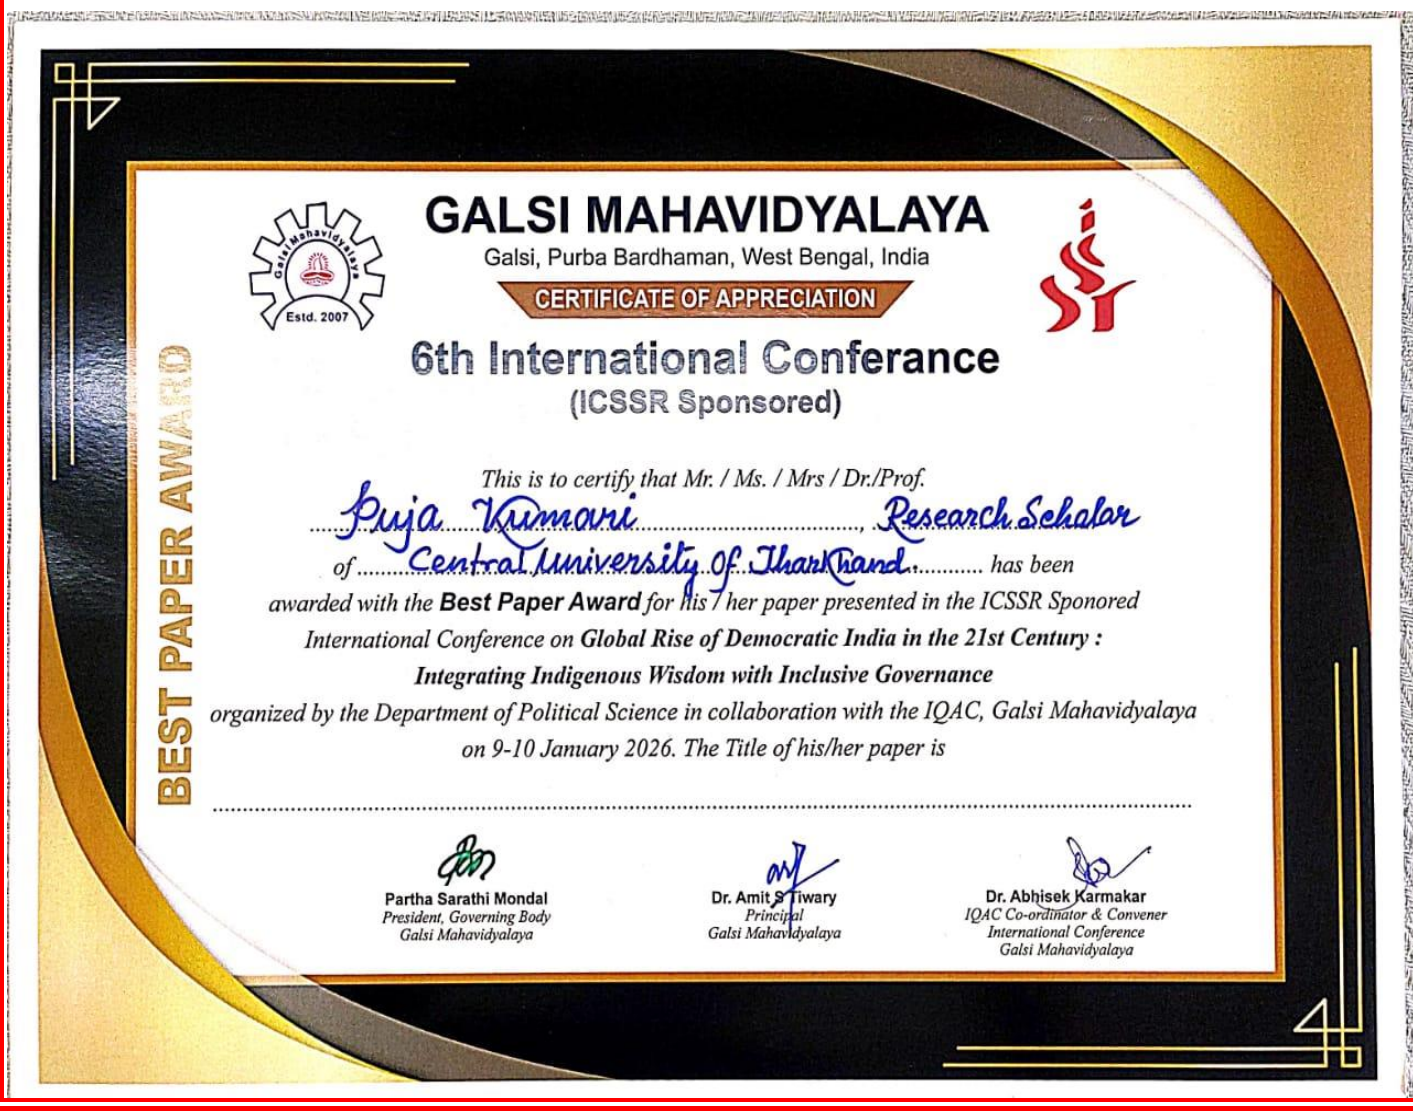 GALSI MAHAVIDYALAYA
Galsi, Purba Bardhaman, West Bengal, India
Galsi Mahavidyalaya
Estd. 2007
ICSSR
CERTIFICATE OF APPRECIATION
6th International Conferance
(ICSSR Sponsored)
BEST PAPER AWARD
This is to certify that Mr. / Ms. / Mrs / Dr./Prof.
Puja Kumari, Research Scholar
of Central University Of Jharkhand. has been
awarded with the Best Paper Award for his / her paper presented in the ICSSR Sponored
International Conference on Global Rise of Democratic India in the 21st Century :
Integrating Indigenous Wisdom with Inclusive Governance
organized by the Department of Political Science in collaboration with the IQAC, Galsi Mahavidyalaya
on 9-10 January 2026. The Title of his/her paper is
Partha Sarathi Mondal
President, Governing Body
Galsi Mahavidyalaya
Dr. Amit S Tiwary
Principal
Galsi Mahavidyalaya
Dr. Abhisek Karmakar
IQAC Co-ordinator & Convener
International Conference
Galsi Mahavidyalaya